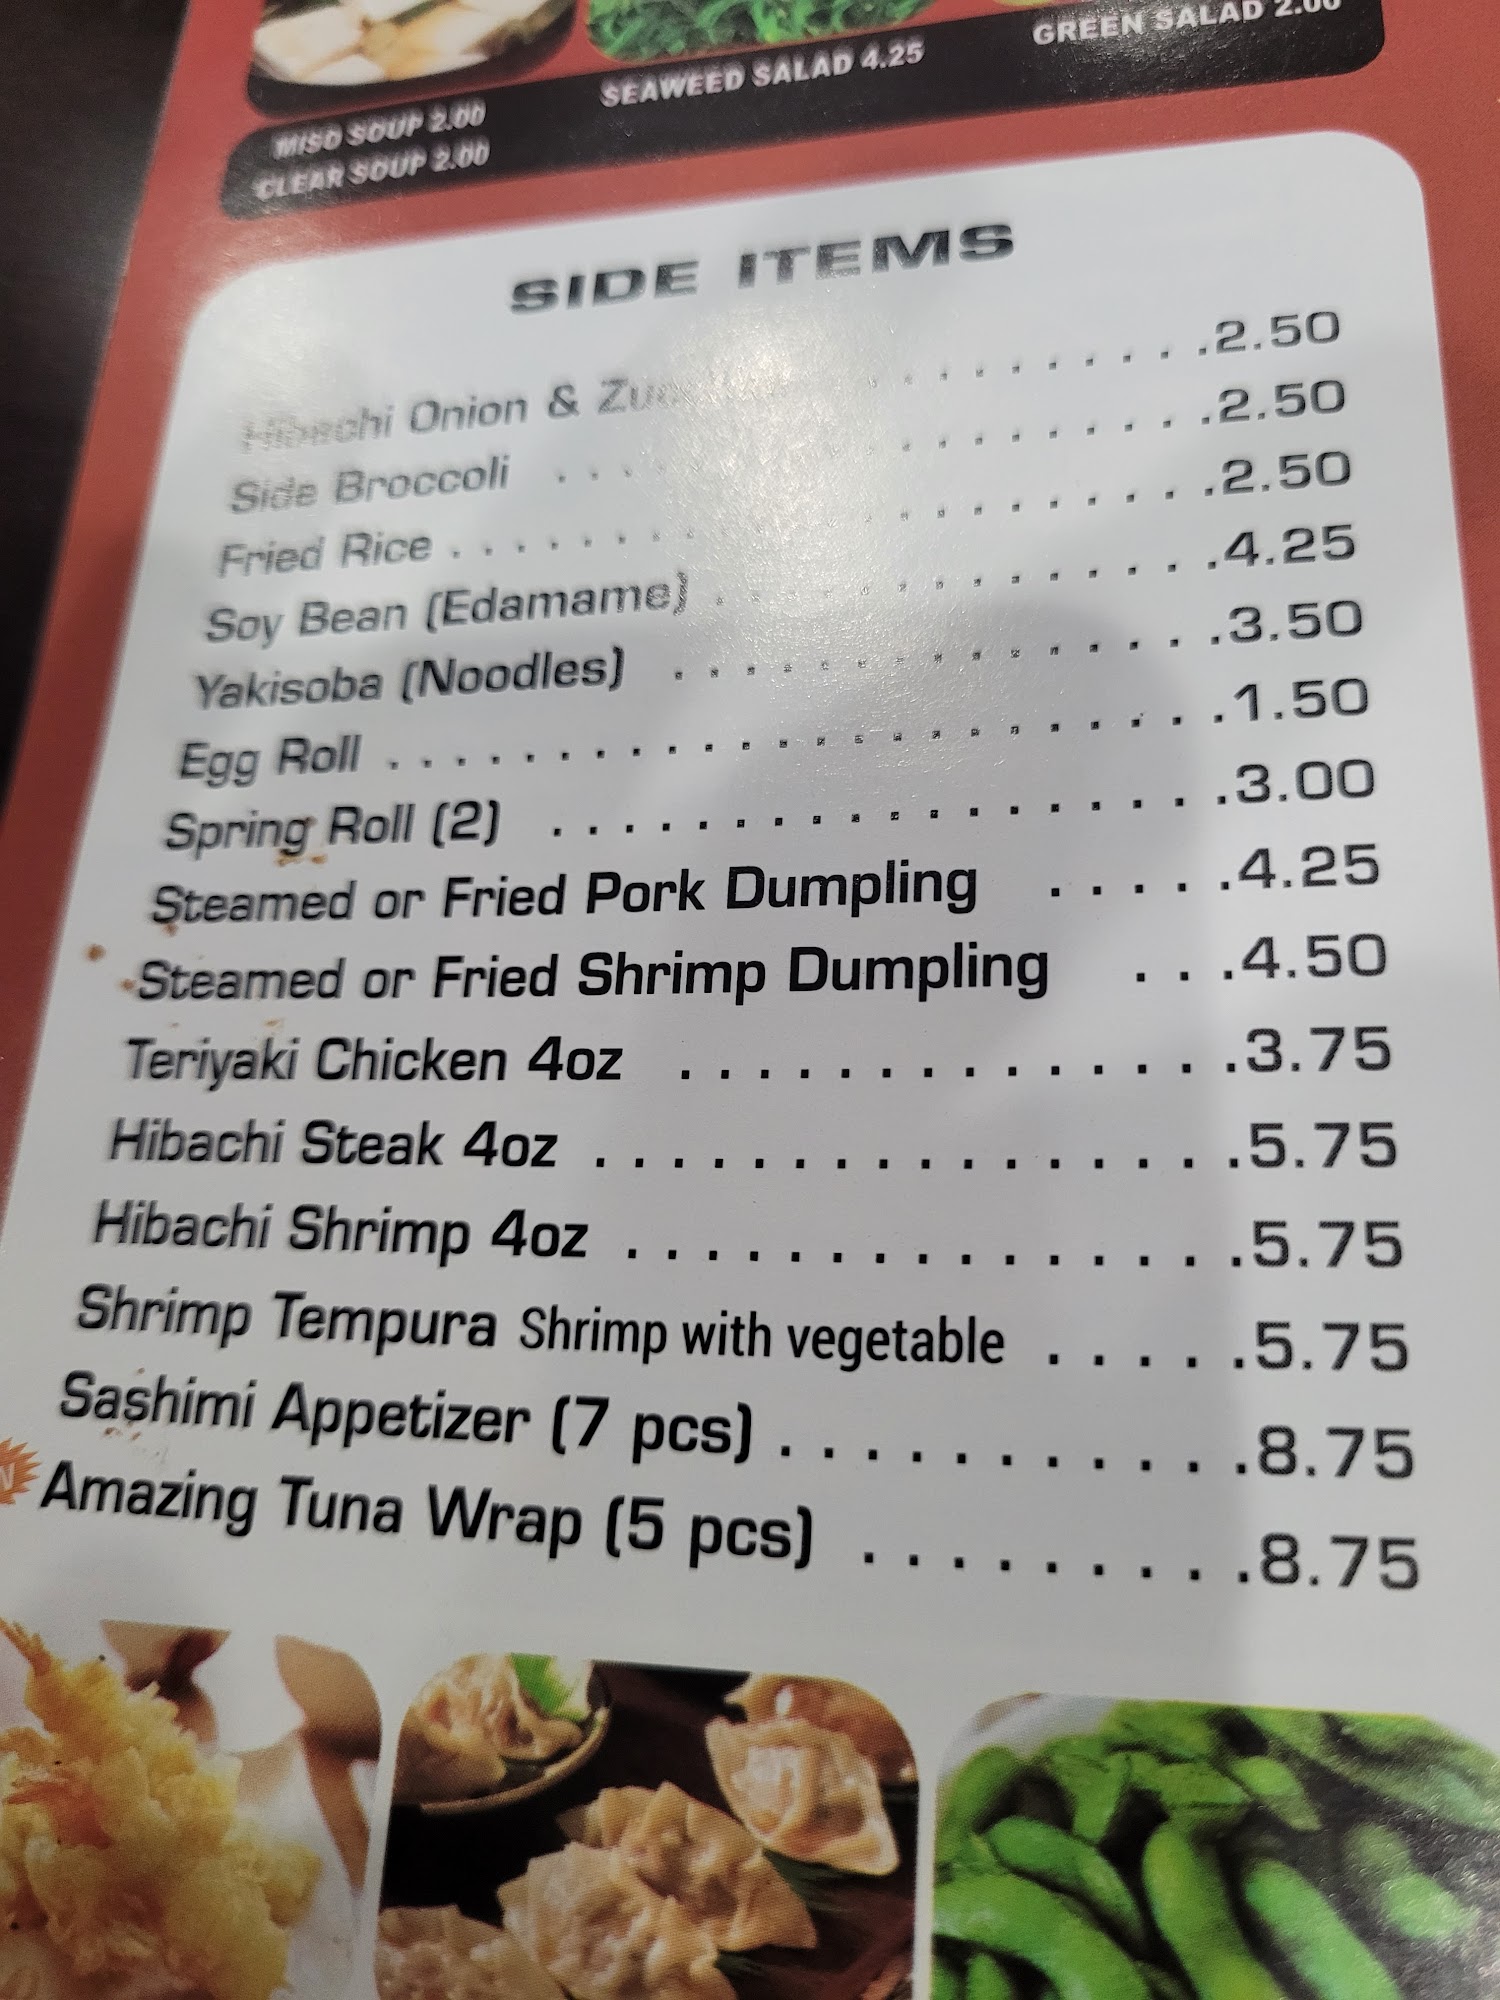 MISO SOUP 2.00
CLEAR SOUP 2.00
SEAWEED SALAD 4.25
GREEN SALAD 2.00
SIDE ITEMS
Hibachi Onion & . . . . . . . . .2.50
Side Broccoli . . . . . . . . . . . .2.50
Fried Rice . . . . . . . . . . . . . . . .2.50
Soy Bean (Edamame) . . . . . . . . . . . . . .4.25
Yakisoba (Noodles) . . . . . . . . . . . . . . .3.50
Egg Roll . . . . . . . . . . . . . . . . . . . . . . .1.50
Spring Roll (2) . . . . . . . . . . . . . . . . . . .3.00
Steamed or Fried Pork Dumpling . . . . . .4.25
Steamed or Fried Shrimp Dumpling . . .4.50
Teriyaki Chicken 4oz . . . . . . . . . . . . . . .3.75
Hibachi Steak 4oz . . . . . . . . . . . . . . . . .5.75
Hibachi Shrimp 4oz . . . . . . . . . . . . . . . .5.75
Shrimp Tempura Shrimp with vegetable . . . . . .5.75
Sashimi Appetizer (7 pcs) . . . . . . . . . . . .8.75
Amazing Tuna Wrap (5 pcs) . . . . . . . . .8.75